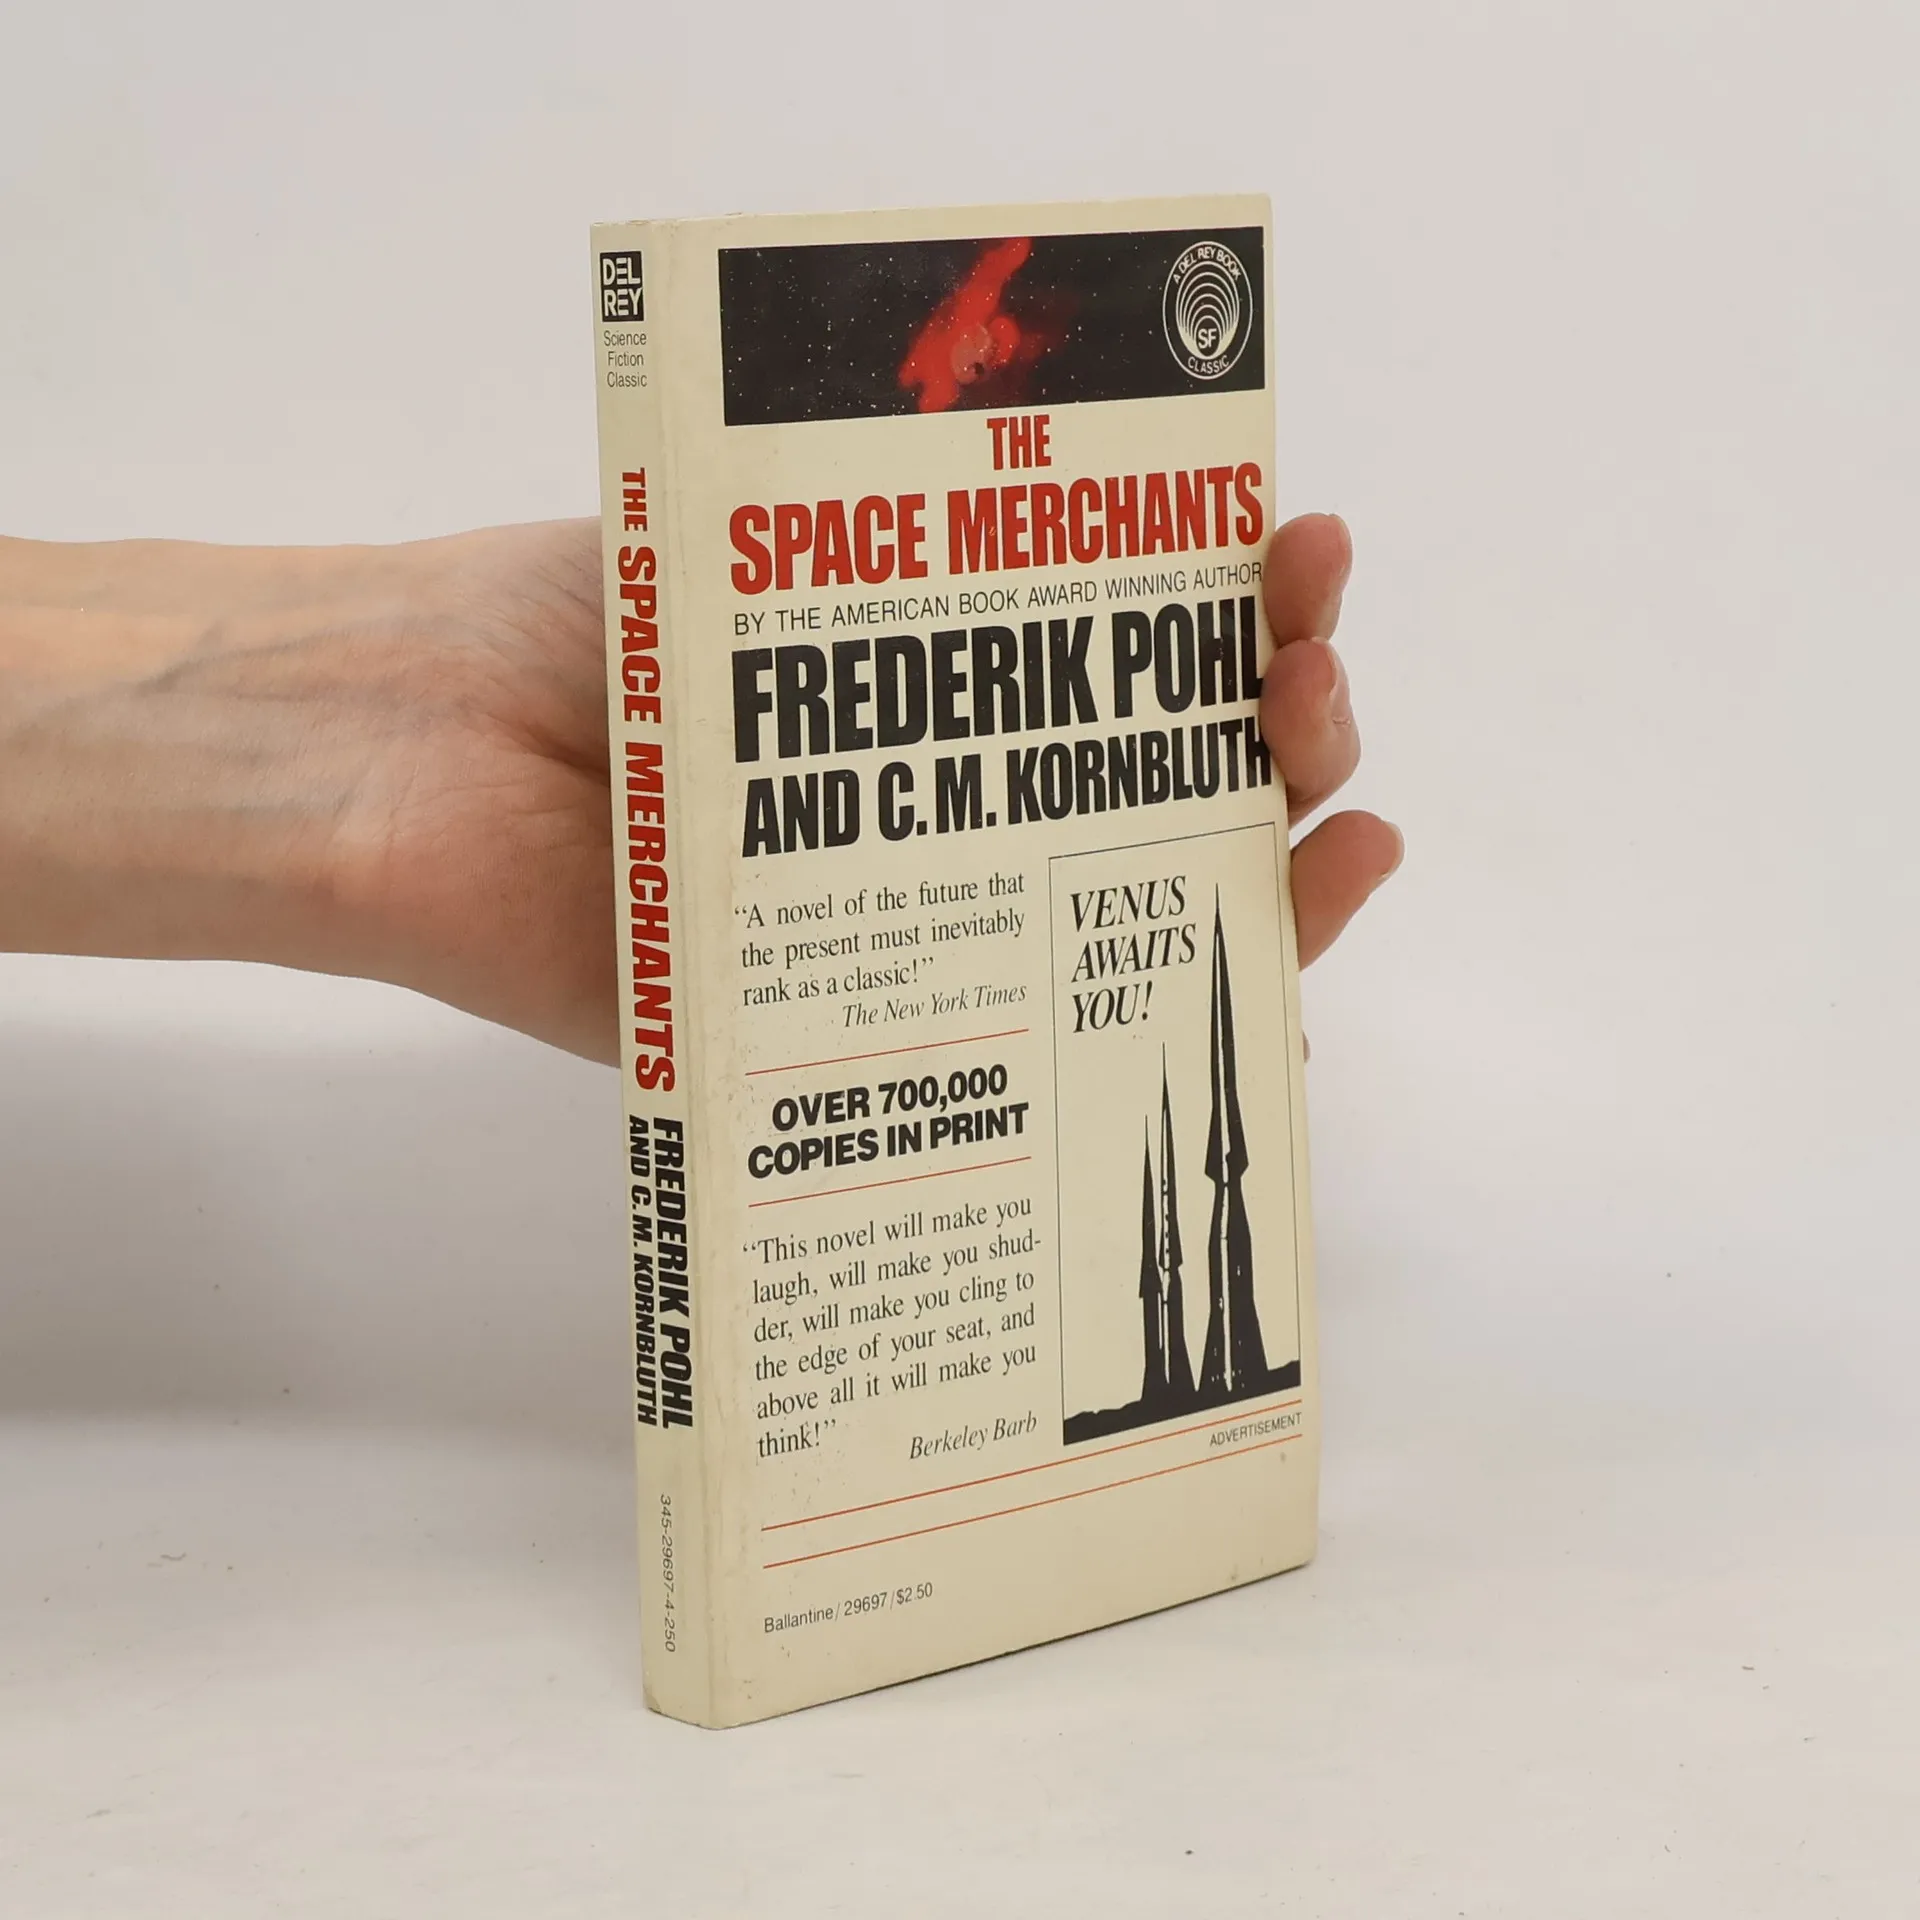 DEL
REY
Science
Fiction
Classic
THE SPACE MERCHANTS
FREDERIK POHL
AND C. M. KORNBLUTH
345-29697-4-250
A DEL REY BOOK
SF
CLASSIC
THE
SPACE MERCHANTS
BY THE AMERICAN BOOK AWARD WINNING AUTHOR
FREDERIK POHL
AND C. M. KORNBLUTH
“A novel of the future that
the present must inevitably
rank as a classic!”
The New York Times
OVER 700,000
COPIES IN PRINT
“This novel will make you
laugh, will make you shud-
der, will make you cling to
the edge of your seat, and
above all it will make you
think!”
Berkeley Barb
VENUS
AWAITS
YOU!
ADVERTISEMENT
Ballantine/29697/$2.50